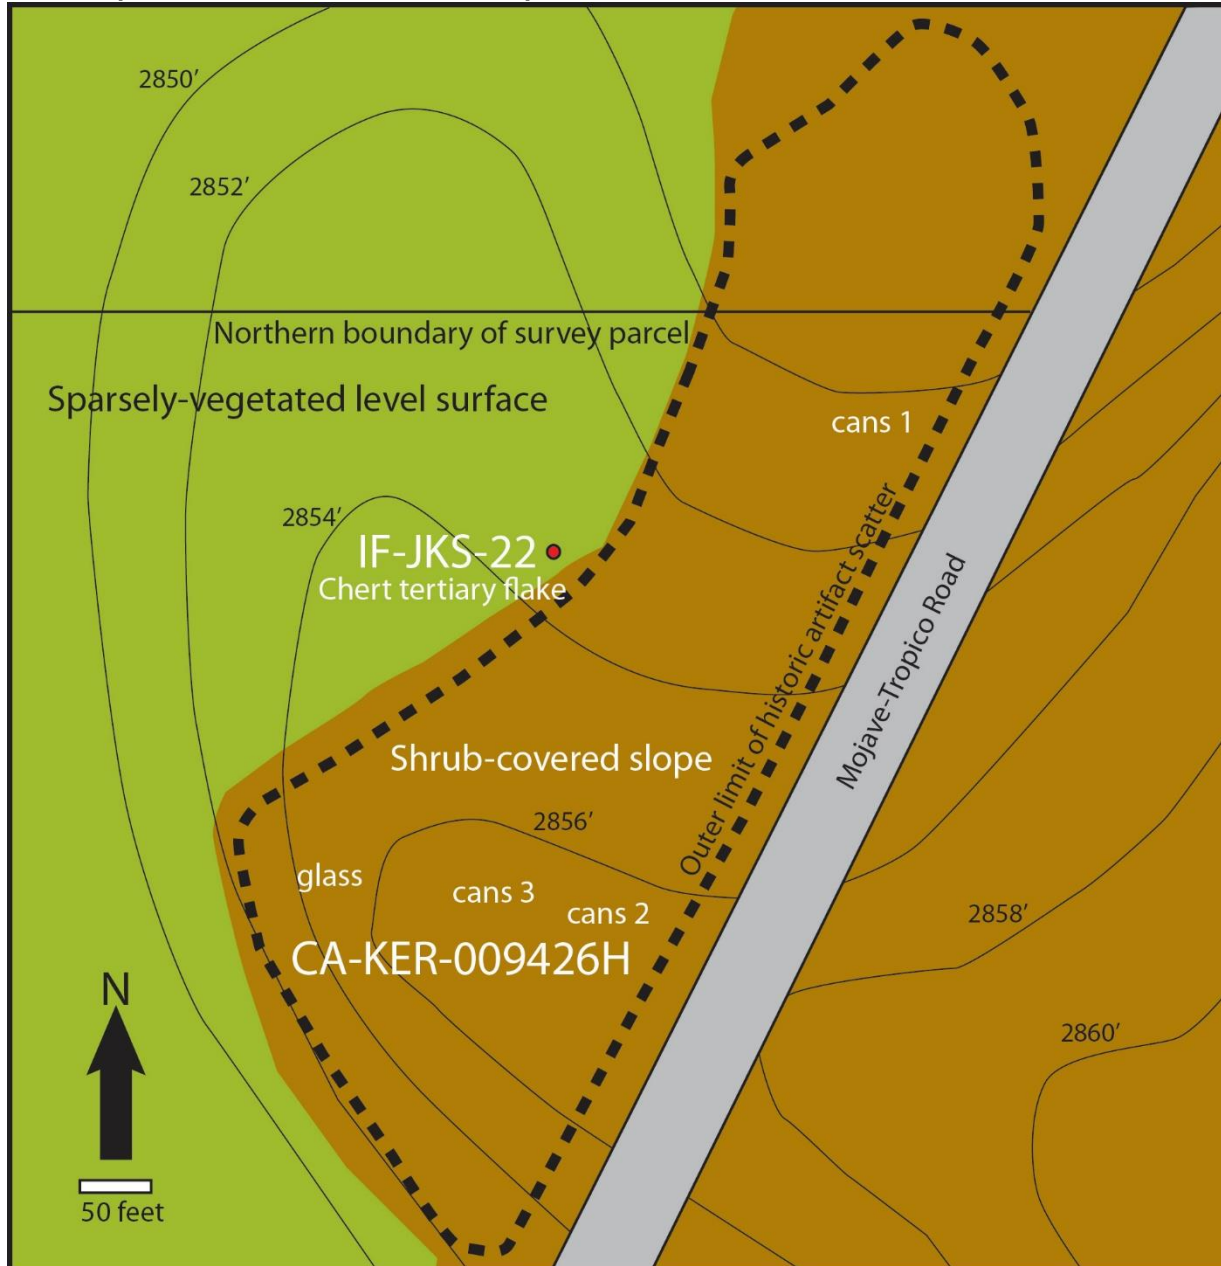 2850’
2852’
Northern boundary of survey parcel
Sparsely-vegetated level surface
cans 1
2854’
IF-JKS-22
Chert tertiary flake
Outer limit of historic artifact scatter
Mojave-Tropico Road
Shrub-covered slope
2856’
glass
cans 3
cans 2
2858’
CA-KER-009426H
N
2860’
50 feet